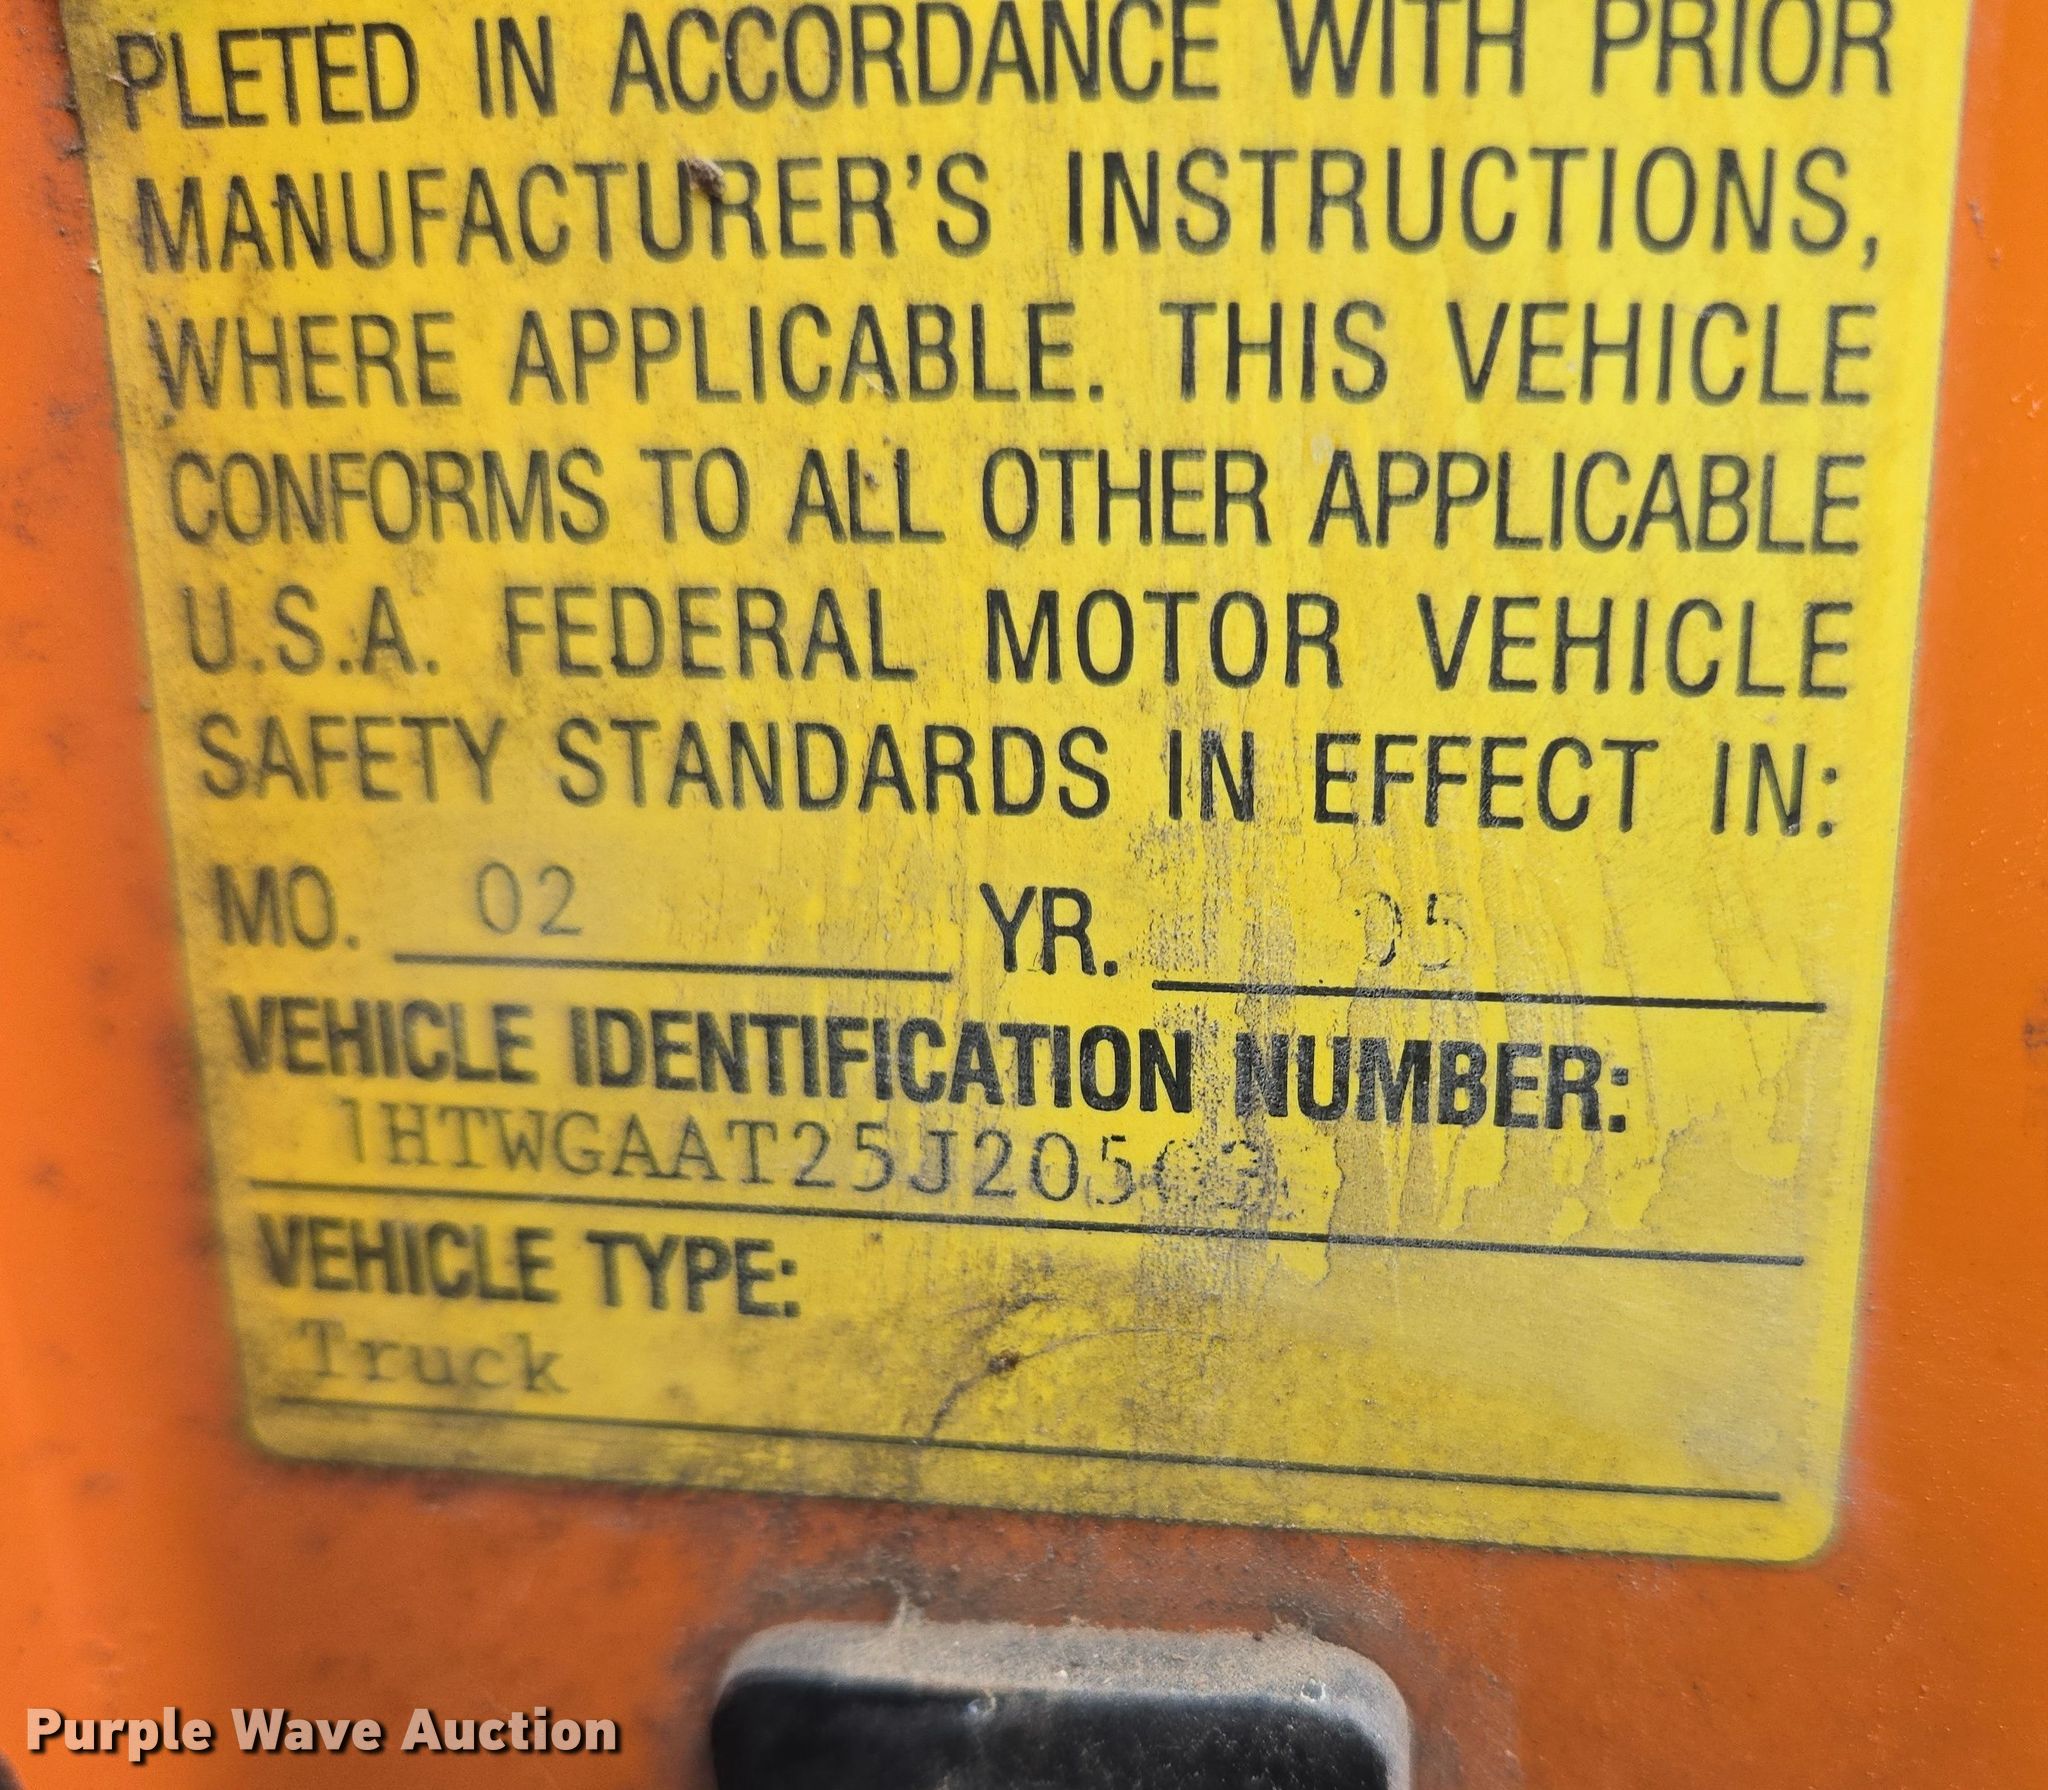 PLETED IN ACCORDANCE WITH PRIOR
MANUFACTURER'S INSTRUCTIONS,
WHERE APPLICABLE. THIS VEHICLE
CONFORMS TO ALL OTHER APPLICABLE
U.S.A. FEDERAL MOTOR VEHICLE
SAFETY STANDARDS IN EFFECT IN:
MO. 02 YR. 05
VEHICLE IDENTIFICATION NUMBER:
VEHICLE TYPE:
Truck
Purple Wave Auction